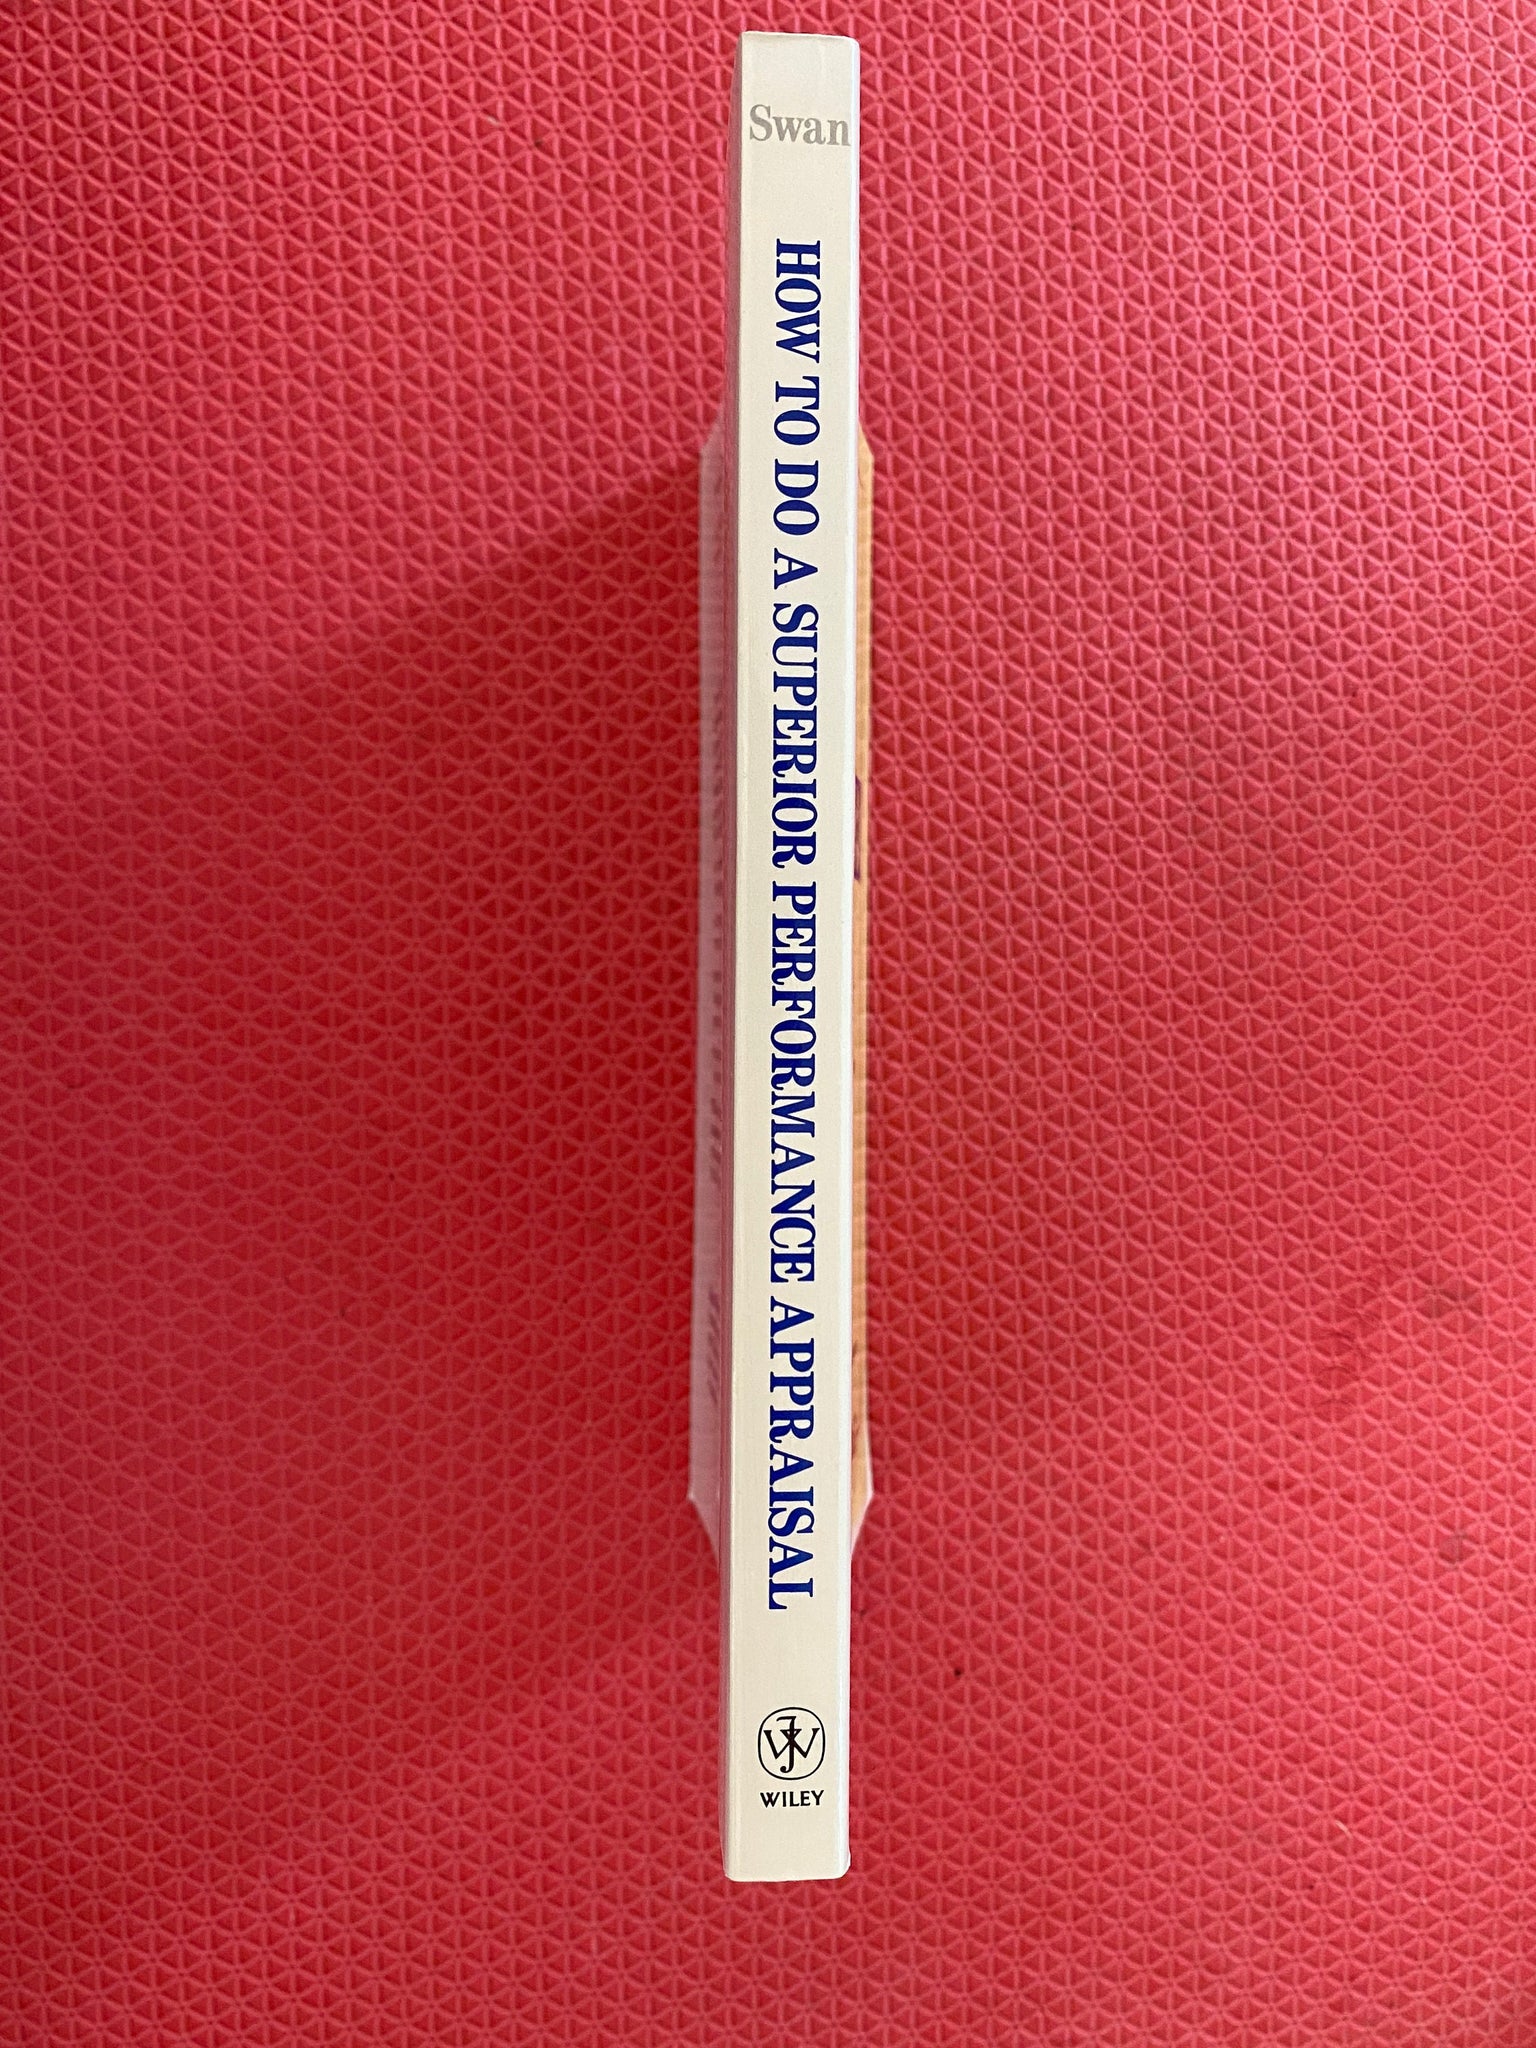 Swan
HOW TO DO A SUPERIOR PERFORMANCE APPRAISAL
WILEY